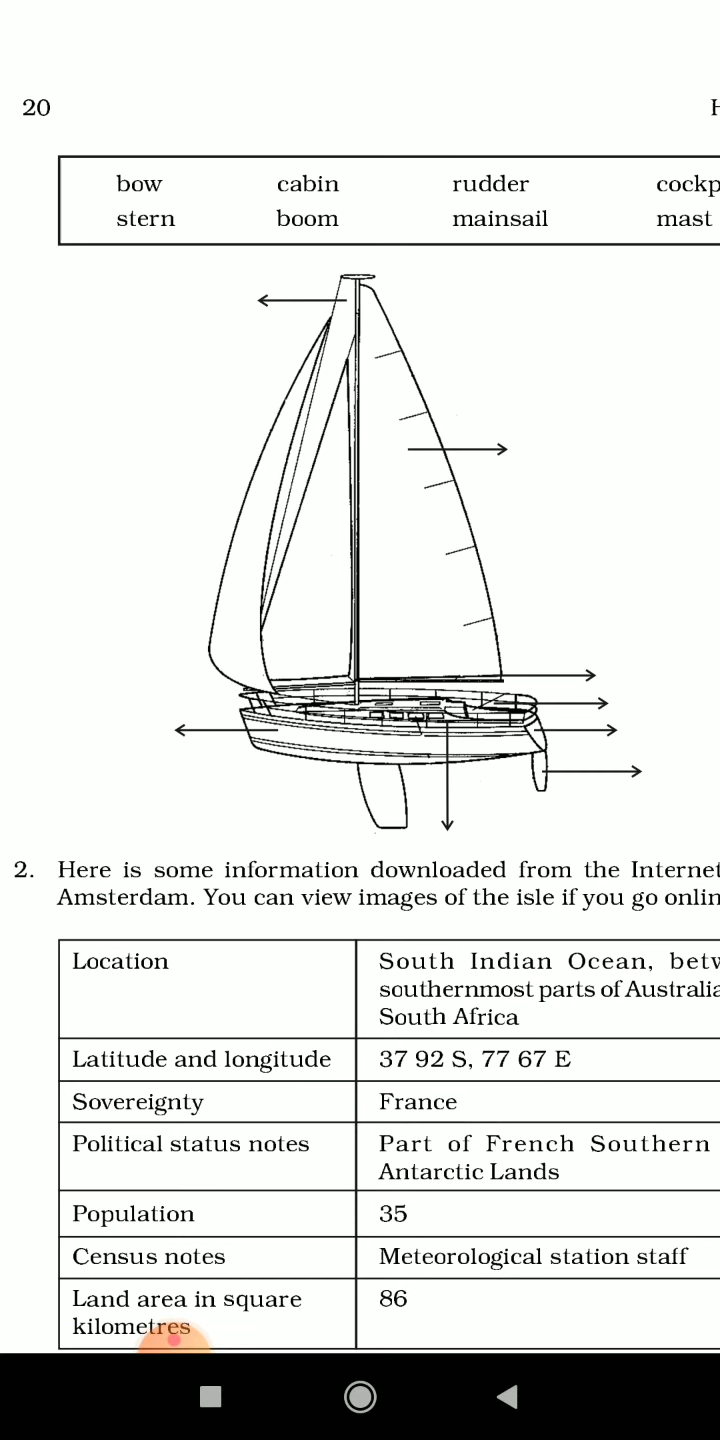 20 H
bow cabin rudder cockp
stern boom mainsail mast
2. Here is some information downloaded from the Internet
Amsterdam. You can view images of the isle if you go onlin
Location South Indian Ocean, betw
southernmost parts of Australia
South Africa
Latitude and longitude 37 92 S, 77 67 E
Sovereignty France
Political status notes Part of French Southern
Antarctic Lands
Population 35
Census notes Meteorological station staff
Land area in square 86
kilometres